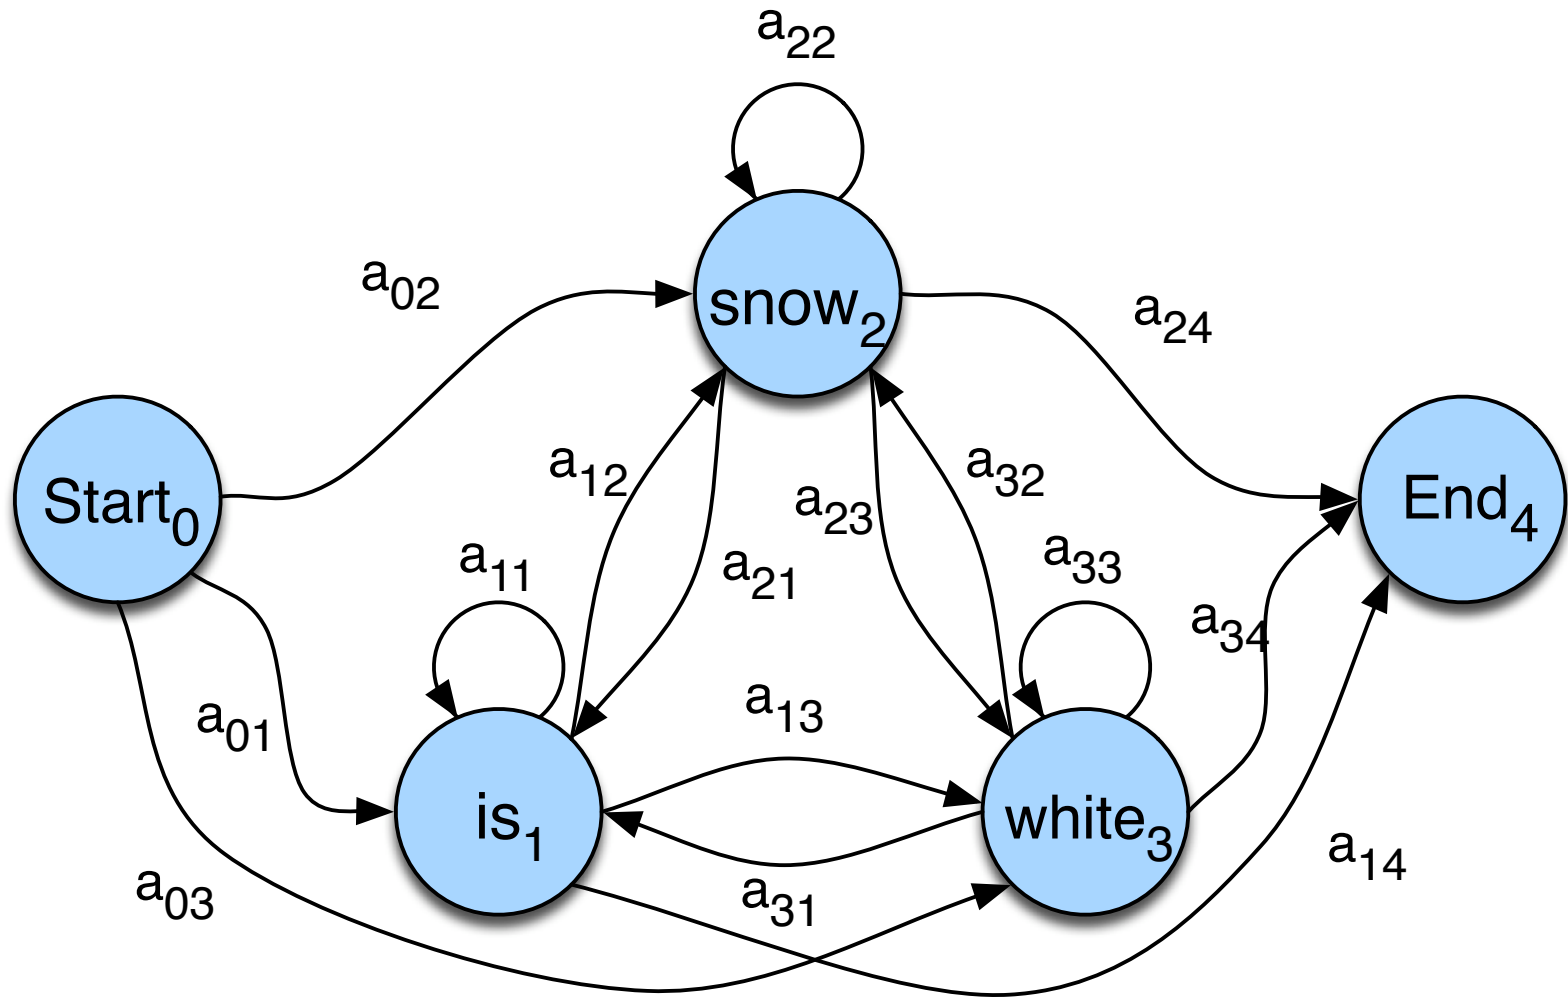 a22
a02
snow2
a24
Start0
a12
a32
a23
End4
a11
a21
a33
a34
a01
a13
is1
white3
a03
a31
a14